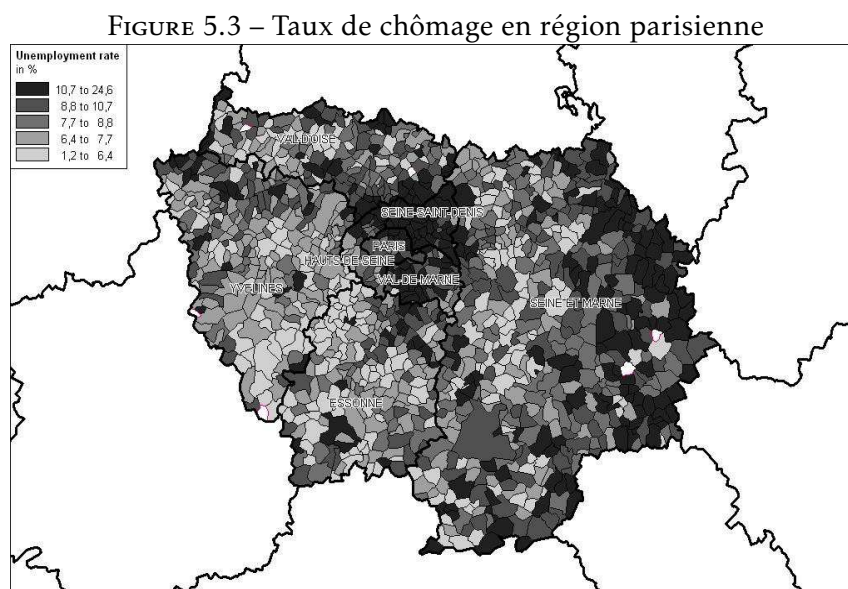 FIGURE 5.3 – Taux de chômage en région parisienne
Unemployment rate
in %
10,7 to 24,6
8,8 to 10,7
7,7 to 8,8
6,4 to 7,7
1,2 to 6,4
VAL-D'OISE
SEINE-SAINT-DENIS
PARIS
HAUTS-DE-SEINE
VAL-DE-MARNE
YVELINES
SEINE ET MARNE
ESSONNE